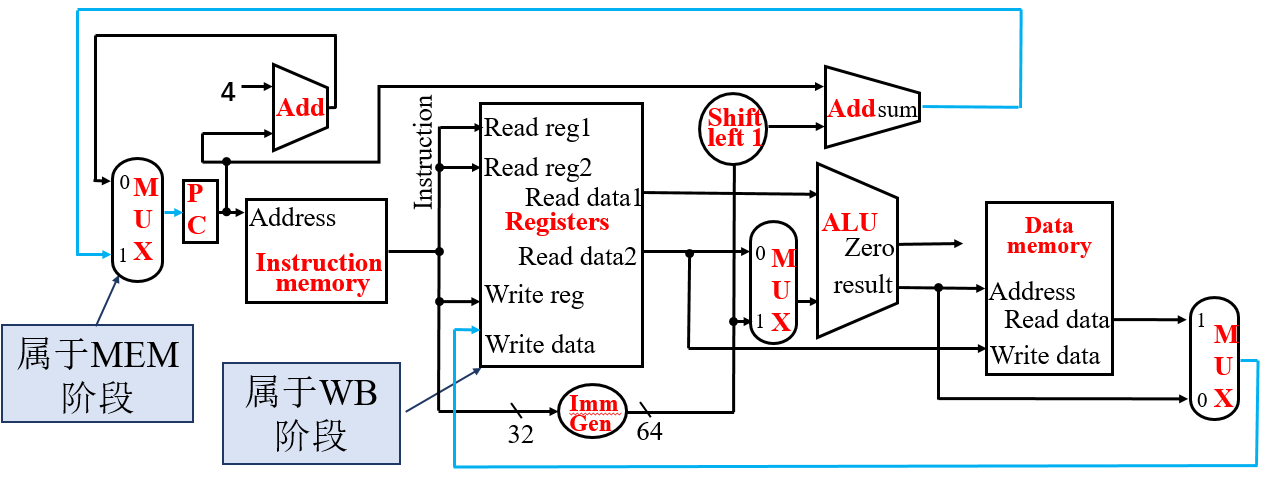 4
Add
Instruction
Shift
left 1
Add sum
0
M
U
X
1
P
C
Address
Instruction
memory
Read reg1
Read reg2
Read data1
Registers
Read data2
Write reg
Write data
0
M
U
X
1
ALU
Zero
result
Data
memory
Address
Read data
Write data
1
M
U
X
0
属于MEM
阶段
属于WB
阶段
32
Imm
Gen
64